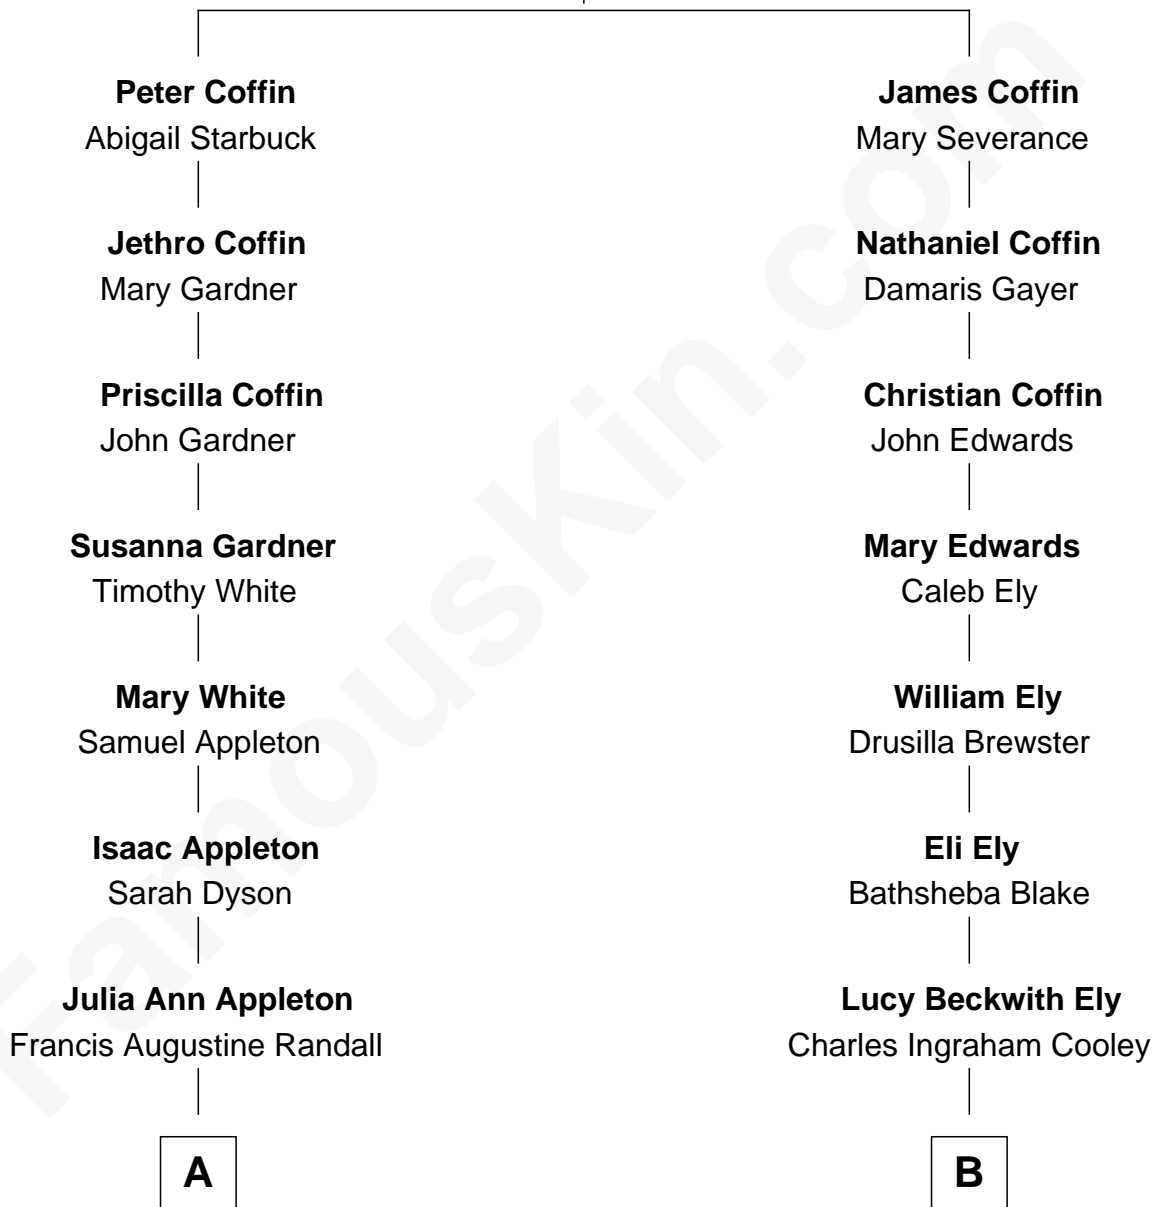 Peter Coffin
Abigail Starbuck
Jethro Coffin
Mary Gardner
Priscilla Coffin
John Gardner
Susanna Gardner
Timothy White
Mary White
Samuel Appleton
Isaac Appleton
Sarah Dyson
Julia Ann Appleton
Francis Augustine Randall
A
James Coffin
Mary Severance
Nathaniel Coffin
Damaris Gayer
Christian Coffin
John Edwards
Mary Edwards
Caleb Ely
William Ely
Drusilla Brewster
Eli Ely
Bathsheba Blake
Lucy Beckwith Ely
Charles Ingraham Cooley
B
FamousKin.com